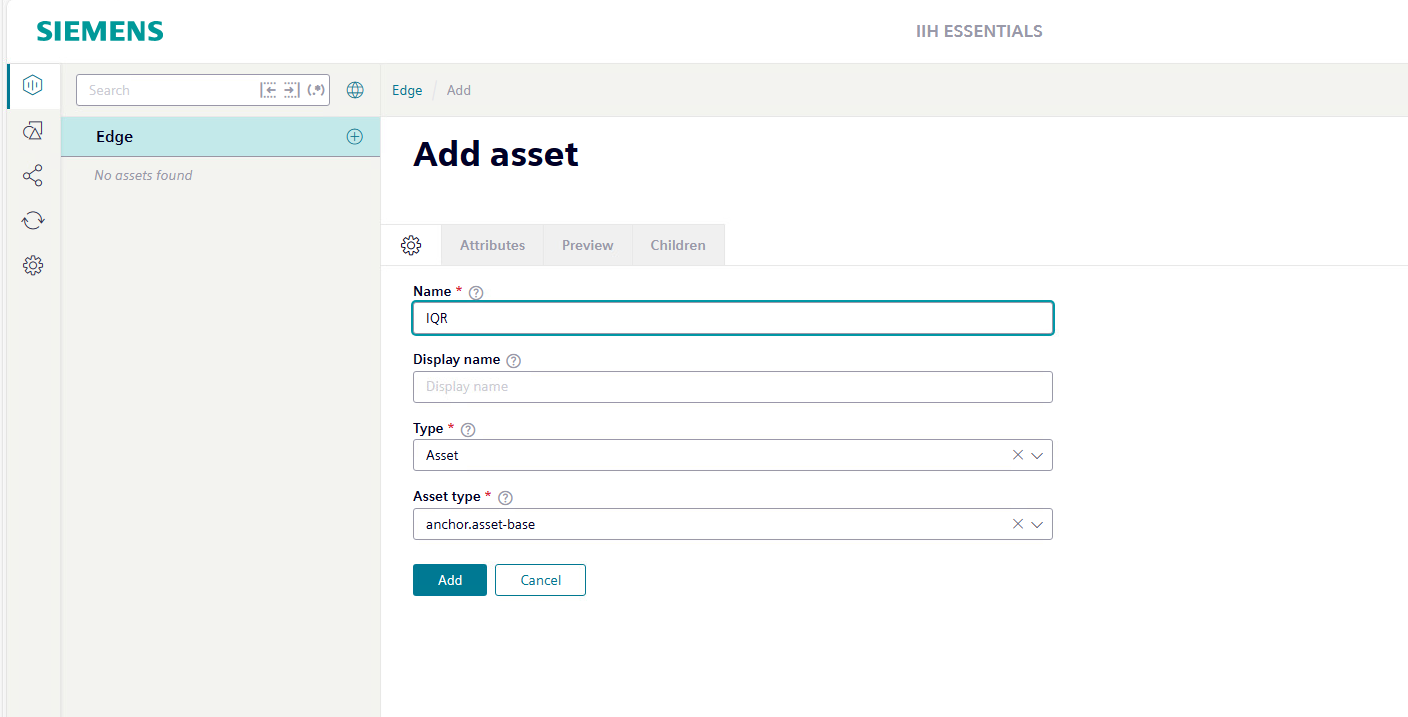 SIEMENS
IIH ESSENTIALS
Search
(.*)
Edge / Add
Edge
No assets found
Add asset
Attributes Preview Children
Name *
IQR
Display name
Display name
Type *
Asset
Asset type *
anchor.asset-base
Add Cancel